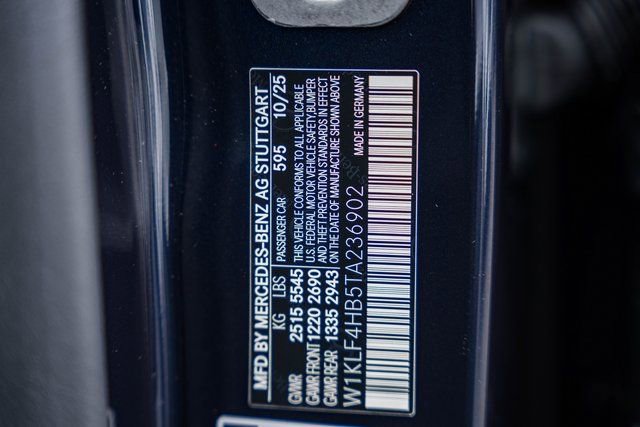 MFD BY MERCEDES-BENZ AG STUTTGART
KG LBS PASSENGER CAR 595 10/25
GVWR 2515 5545 THIS VEHICLE CONFORMS TO ALL APPLICABLE
GAWR FRONT 1220 2690 U.S. FEDERAL MOTOR VEHICLE SAFETY, BUMPER
GAWR REAR 1335 2943 AND THEFT PREVENTION STANDARDS IN EFFECT
ON THE DATE OF MANUFACTURE SHOWN ABOVE
W1KLF4HB5TA236902 MADE IN GERMANY